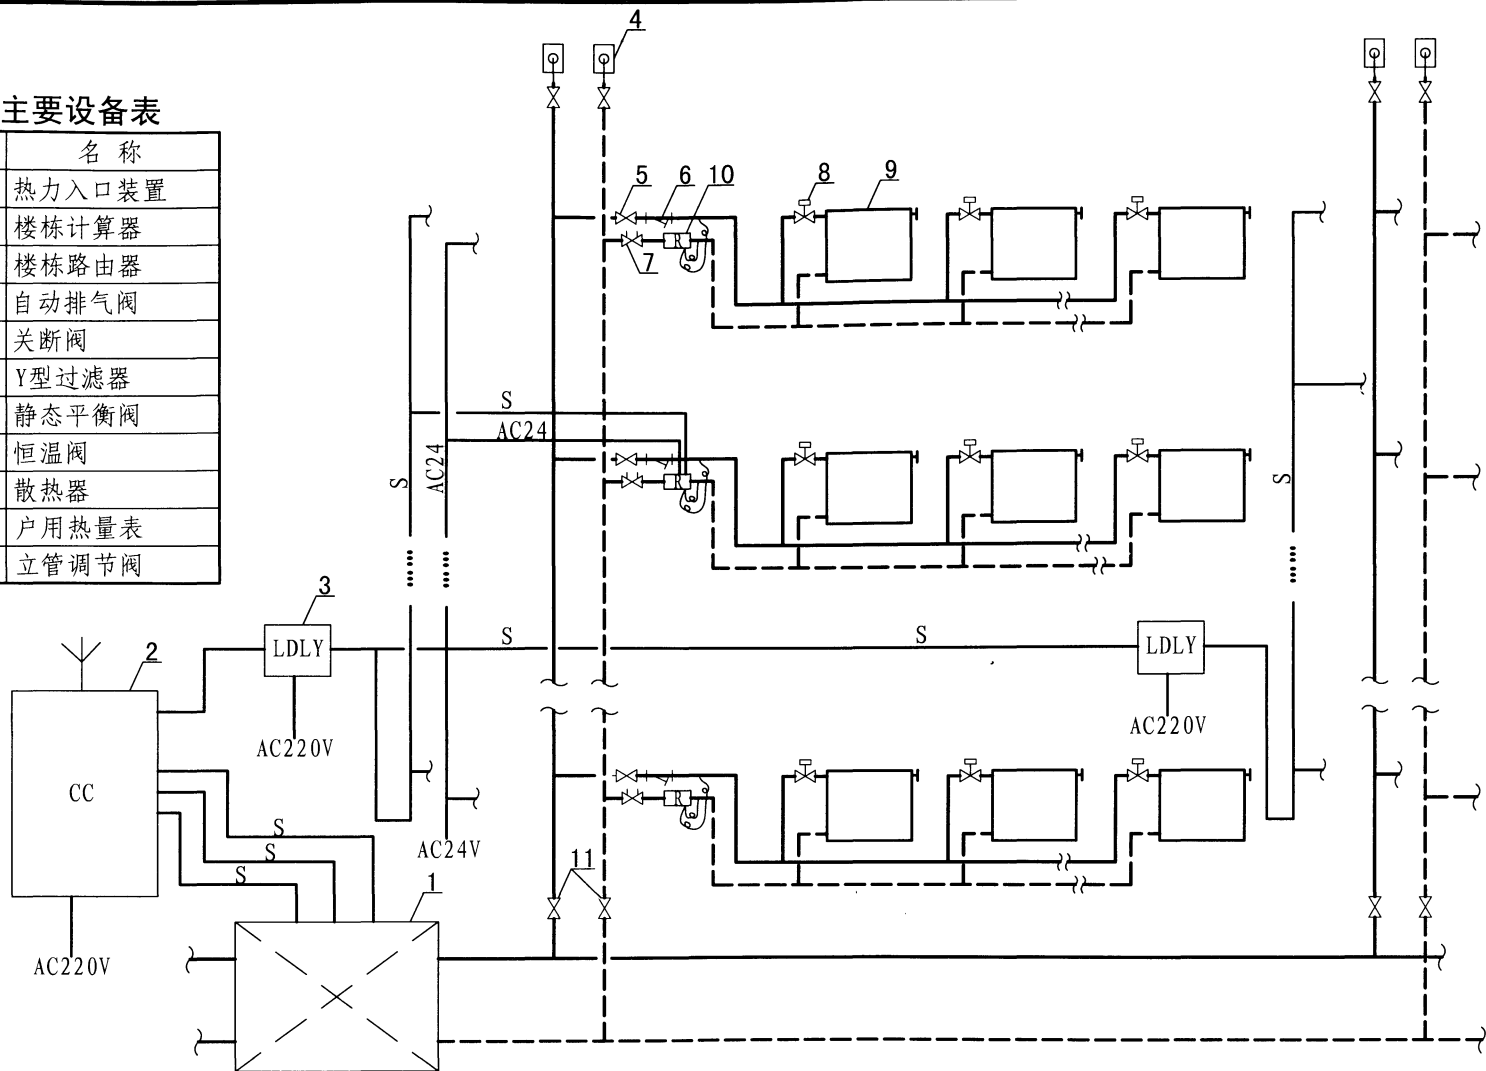 主要设备表
名 称
热力入口装置
楼栋计算器
楼栋路由器
自动排气阀
关断阀
Y型过滤器
静态平衡阀
恒温阀
散热器
户用热量表
立管调节阀
4
5
6
10
8
9
7
R
S
AC24
S
AC24
R
S
3
LDLY
S
S
LDLY
2
AC220V
AC220V
CC
R
S
S
S
AC24V
11
1
AC220V